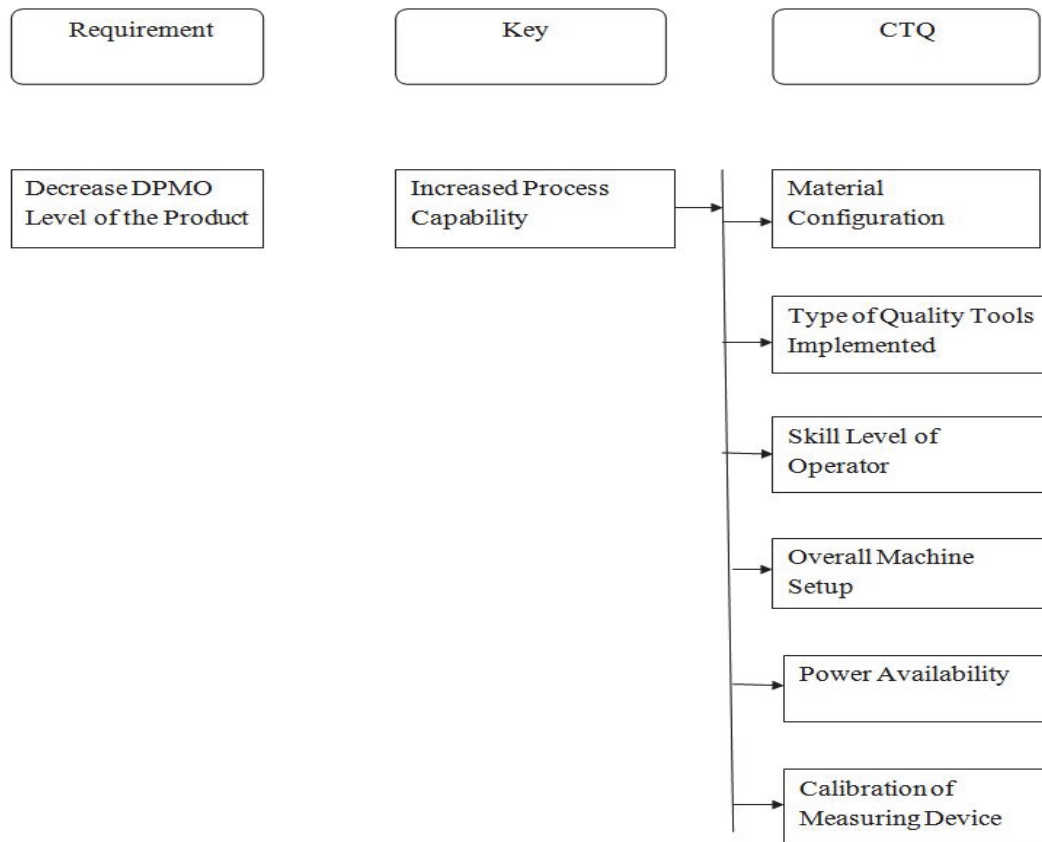 Requirement
Key
CTQ
Decrease DPMO
Level of the Product
Increased Process
Capability
Material
Configuration
Type of Quality Tools
Implemented
Skill Level of
Operator
Overall Machine
Setup
Power Availability
Calibration of
Measuring Device